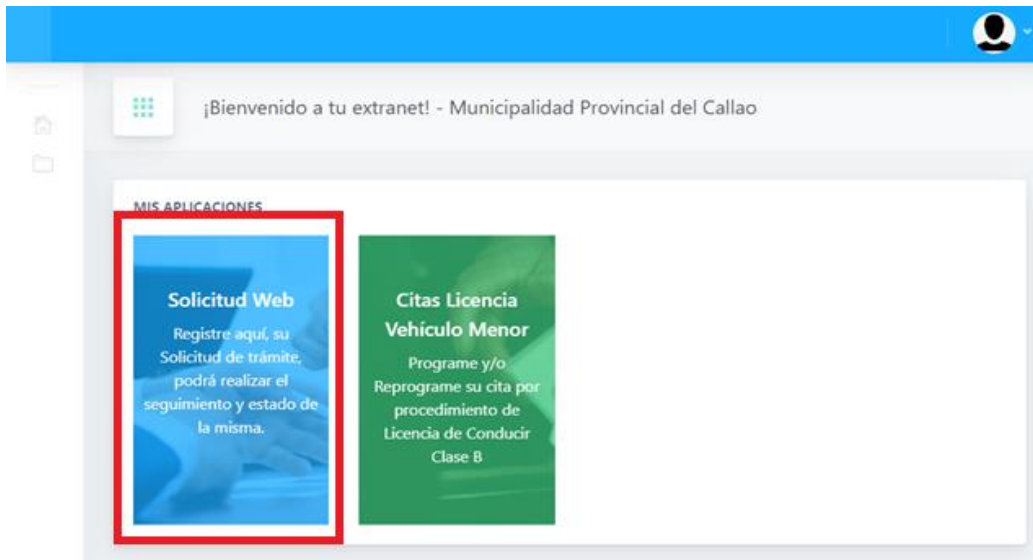 ¡Bienvenido a tu extranet! - Municipalidad Provincial del Callao
MIS APLICACIONES
Solicitud Web
Registre aquí, su
Solicitud de trámite,
podrá realizar el
seguimiento y estado de
la misma.
Citas Licencia
Vehículo Menor
Programe y/o
Reprograme su cita por
procedimiento de
Licencia de Conducir
Clase B